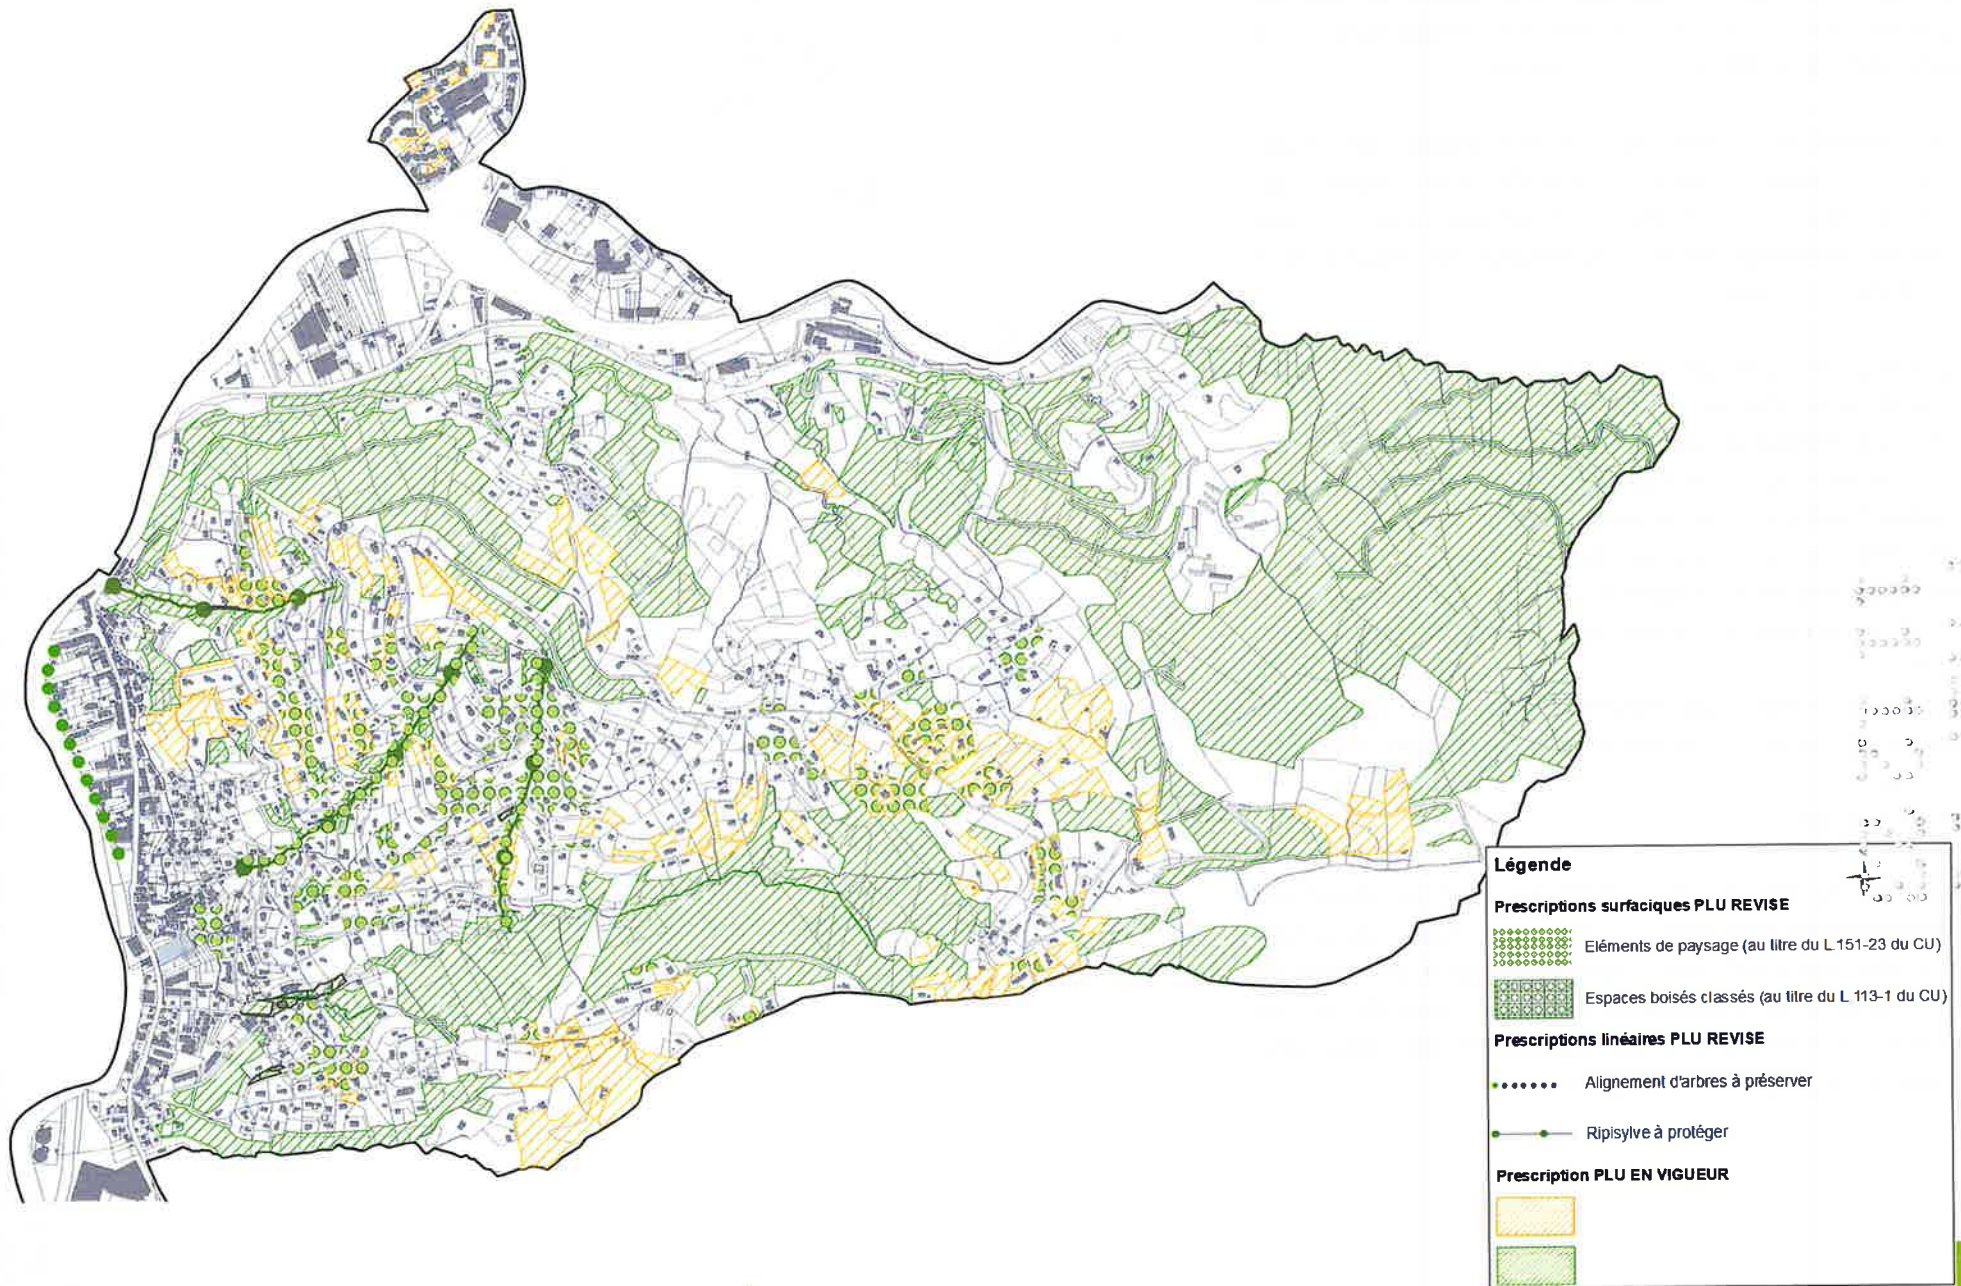 Légende
Prescriptions surfaciques PLU REVISE
Eléments de paysage (au titre du L.151-23 du CU)
Espaces boisés classés (au titre du L 113-1 du CU)
Prescriptions linéaires PLU REVISE
Alignement d'arbres à préserver
Ripisylve à protéger
Prescription PLU EN VIGUEUR